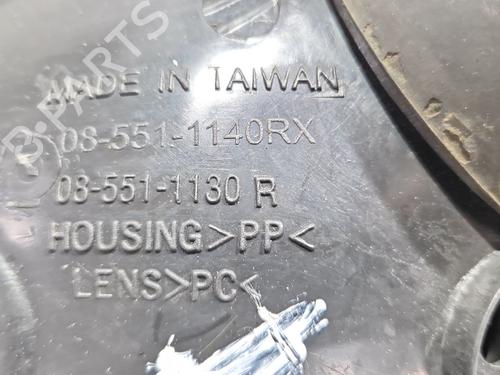 MADE IN TAIWAN
08-551-1140RX
08-551-1130 R
HOUSING>PP<
LENS>PC<